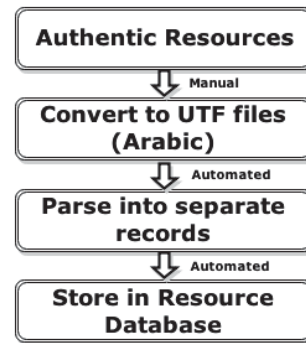 Authentic Resources
Manual
Convert to UTF files
(Arabic)
Automated
Parse into separate
records
Automated
Store in Resource
Database